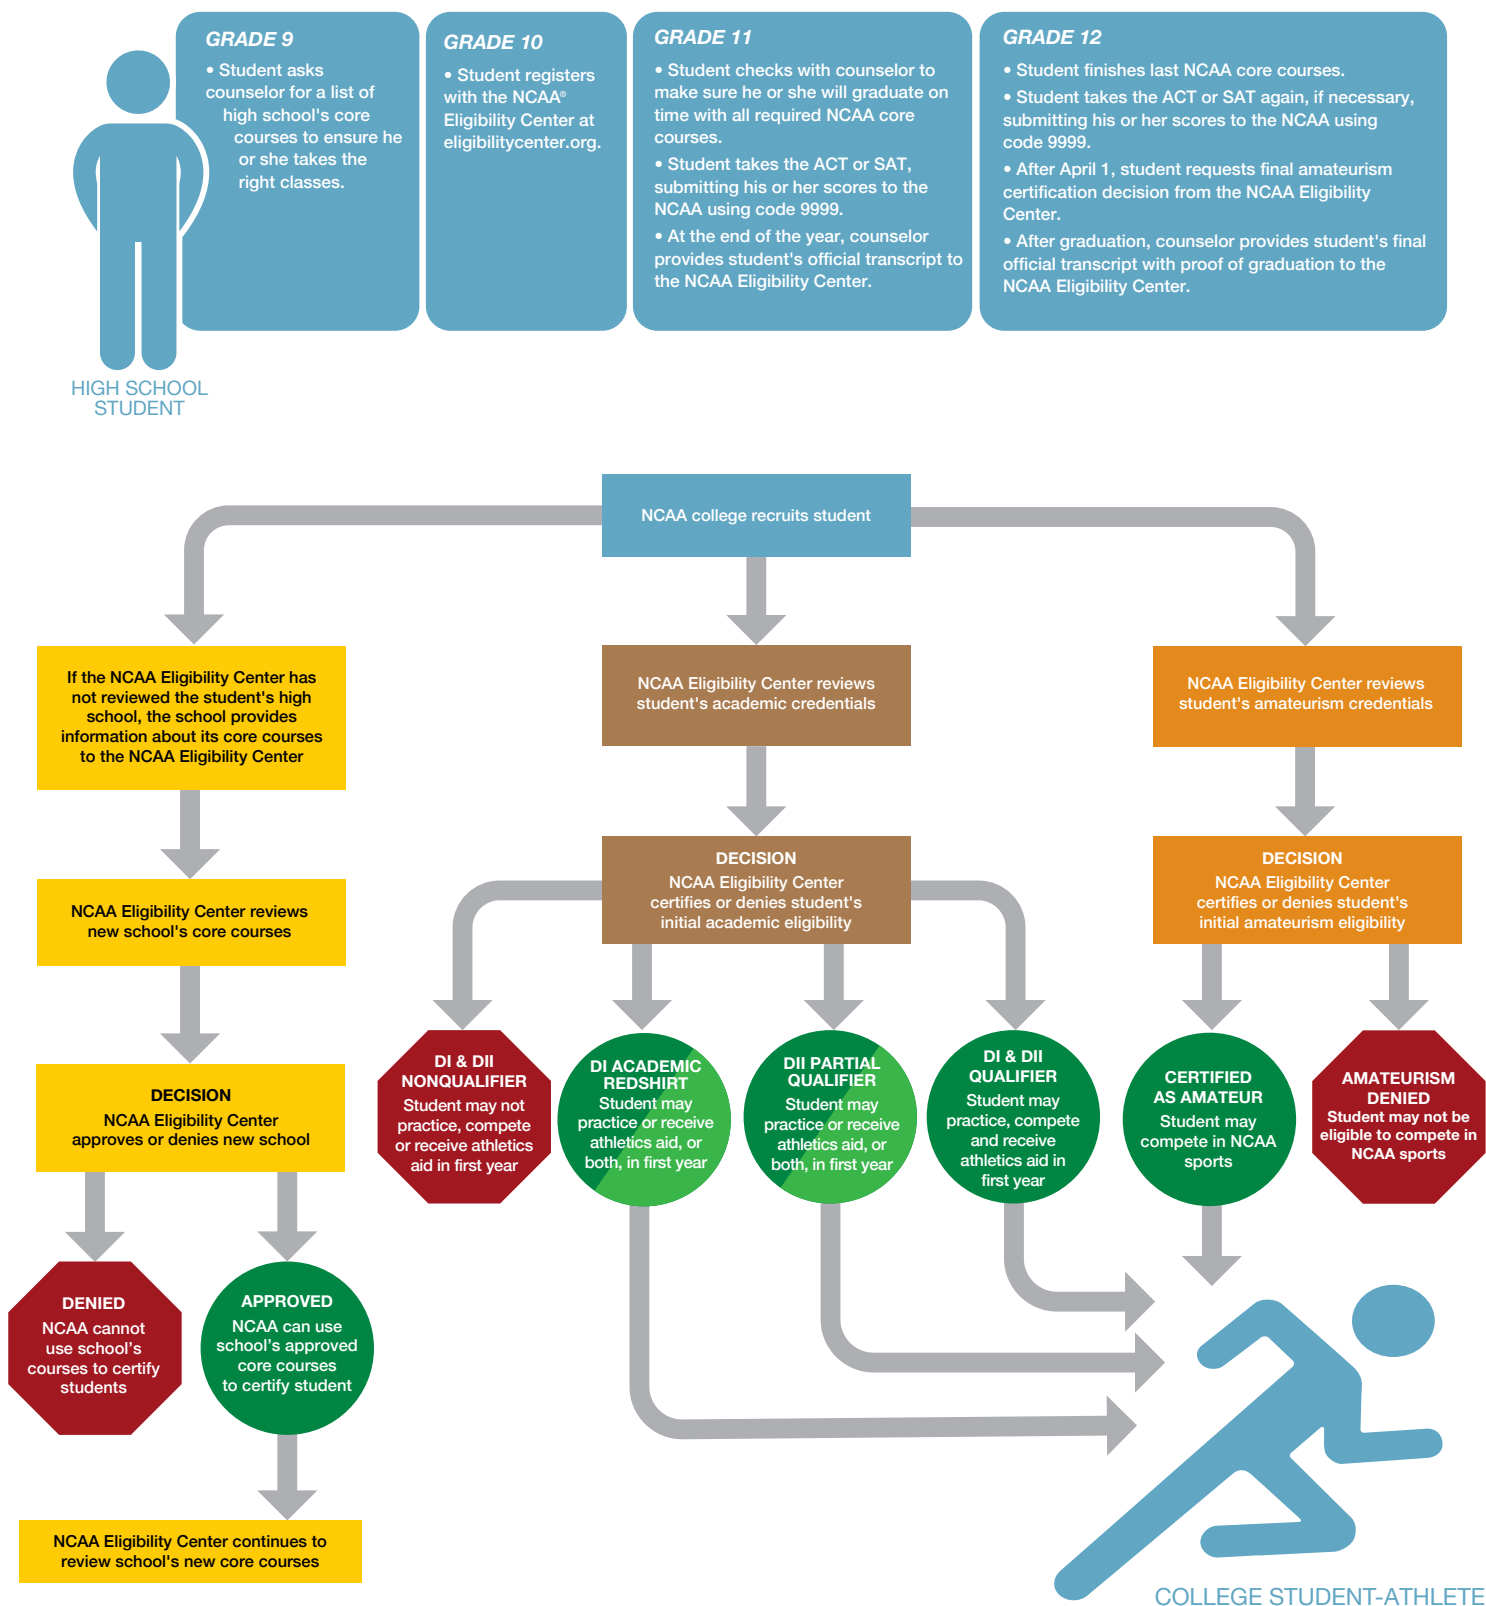 GRADE 9
• Student asks
counselor for a list of
high school's core
courses to ensure he
or she takes the
right classes.
GRADE 10
• Student registers
with the NCAA®
Eligibility Center at
eligibilitycenter.org.
GRADE 11
• Student checks with counselor to
make sure he or she will graduate on
time with all required NCAA core
courses.
• Student takes the ACT or SAT,
submitting his or her scores to the
NCAA using code 9999.
• At the end of the year, counselor
provides student's official transcript to
the NCAA Eligibility Center.
GRADE 12
• Student finishes last NCAA core courses.
• Student takes the ACT or SAT again, if necessary,
submitting his or her scores to the NCAA using
code 9999.
• After April 1, student requests final amateurism
certification decision from the NCAA Eligibility
Center.
• After graduation, counselor provides student's final
official transcript with proof of graduation to the
NCAA Eligibility Center.
HIGH SCHOOL
STUDENT
NCAA college recruits student
If the NCAA Eligibility Center has
not reviewed the student's high
school, the school provides
information about its core courses
to the NCAA Eligibility Center
NCAA Eligibility Center reviews
new school's core courses
DECISION
NCAA Eligibility Center
approves or denies new school
DENIED
NCAA cannot
use school’s
courses to certify
students
APPROVED
NCAA can use
school’s approved
core courses
to certify student
NCAA Eligibility Center continues to
review school's new core courses
NCAA Eligibility Center reviews
student's academic credentials
DECISION
NCAA Eligibility Center
certifies or denies student's
initial academic eligibility
DI & DII
NONQUALIFIER
Student may not
practice, compete
or receive athletics
aid in first year
DI ACADEMIC
REDSHIRT
Student may
practice or receive
athletics aid, or
both, in first year
DII PARTIAL
QUALIFIER
Student may
practice or receive
athletics aid, or
both, in first year
DI & DII
QUALIFIER
Student may
practice, compete
and receive
athletics aid in
first year
NCAA Eligibility Center reviews
student's amateurism credentials
DECISION
NCAA Eligibility Center
certifies or denies student's
initial amateurism eligibility
CERTIFIED
AS AMATEUR
Student may
compete in NCAA
sports
AMATEURISM
DENIED
Student may not be
eligible to compete in
NCAA sports
COLLEGE STUDENT-ATHLETE